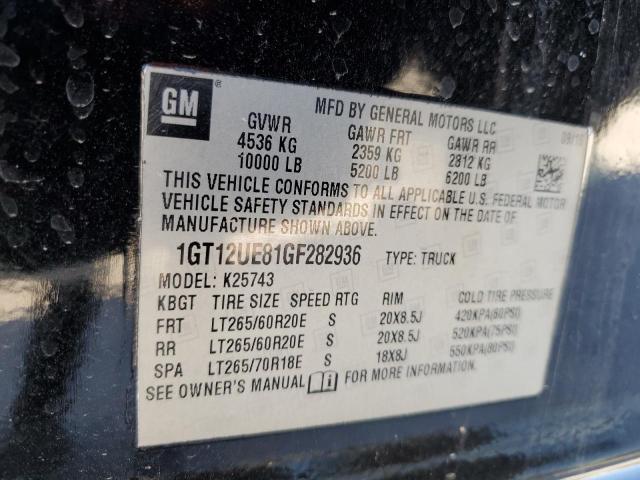 GM ®
MFD BY GENERAL MOTORS LLC
GVWR GAWR FRT GAWR RR
4536 KG 2359 KG 2812 KG
10000 LB 5200 LB 6200 LB
THIS VEHICLE CONFORMS TO ALL APPLICABLE U.S. FEDERAL MOTOR
VEHICLE SAFETY STANDARDS IN EFFECT ON THE DATE OF
MANUFACTURE SHOWN ABOVE.
1GT12UE81GF282936 TYPE: TRUCK
MODEL: K25743
KBGT TIRE SIZE SPEED RTG RIM COLD TIRE PRESSURE
FRT LT265/60R20E S 20X8.5J 420KPA(60PSI)
RR LT265/60R20E S 20X8.5J 520KPA(75PSI)
SPA LT265/70R18E S 18X8J 550KPA(80PSI)
SEE OWNER'S MANUAL FOR MORE INFORMATION.